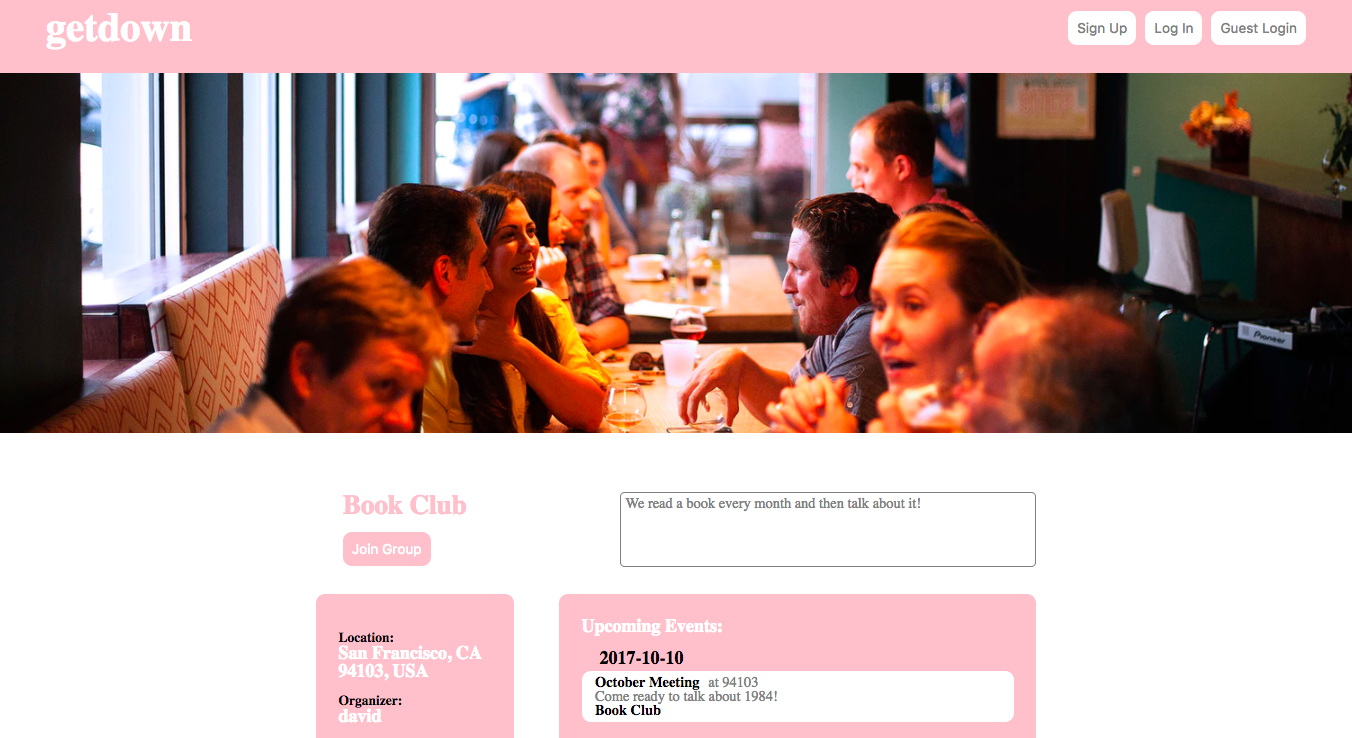 getdown
Sign Up
Log In
Guest Login
Pioneer
Book Club
Join Group
We read a book every month and then talk about it!
Location:
San Francisco, CA
94103, USA
Organizer:
david
Upcoming Events:
2017-10-10
October Meeting at 94103
Come ready to talk about 1984!
Book Club